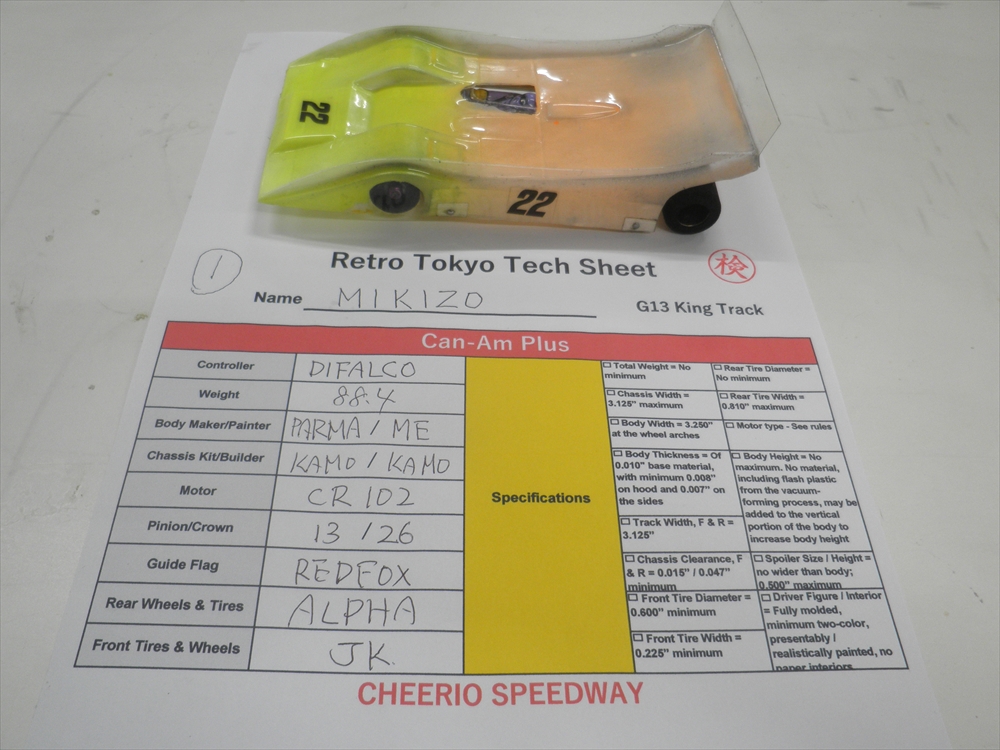 22
22
①
Retro Tokyo Tech Sheet
検
Name MIKIZO
G13 King Track
Can-Am Plus
Controller DIFALCO
Weight 88.4
Body Maker/Painter PARMA / ME
Chassis Kit/Builder KAMO / KAMO
Motor CR102
Pinion/Crown 13 / 26
Guide Flag REDFOX
Rear Wheels & Tires ALPHA
Front Tires & Wheels JK.
Specifications
☐ Total Weight = No
minimum
☐ Chassis Width =
3.125" maximum
☐ Body Width = 3.250"
at the wheel arches
☐ Body Thickness = Of
0.010" base material,
with minimum 0.008"
on hood and 0.007" on
the sides
☐ Track Width, F & R =
3.125"
☐ Chassis Clearance, F
& R = 0.015" / 0.047"
minimum
☐ Front Tire Diameter =
0.600" minimum
☐ Front Tire Width =
0.225" minimum
☐ Rear Tire Diameter =
No minimum
☐ Rear Tire Width =
0.810" maximum
☐ Motor type - See rules
☐ Body Height = No
maximum. No material,
including flash plastic
from the vacuum-
forming process, may be
added to the vertical
portion of the body to
increase body height
☐ Spoiler Size / Height =
no wider than body;
0.500" maximum
☐ Driver Figure / Interior
= Fully molded,
minimum two-color,
presentably /
realistically painted, no
paper interiors
CHEERIO SPEEDWAY